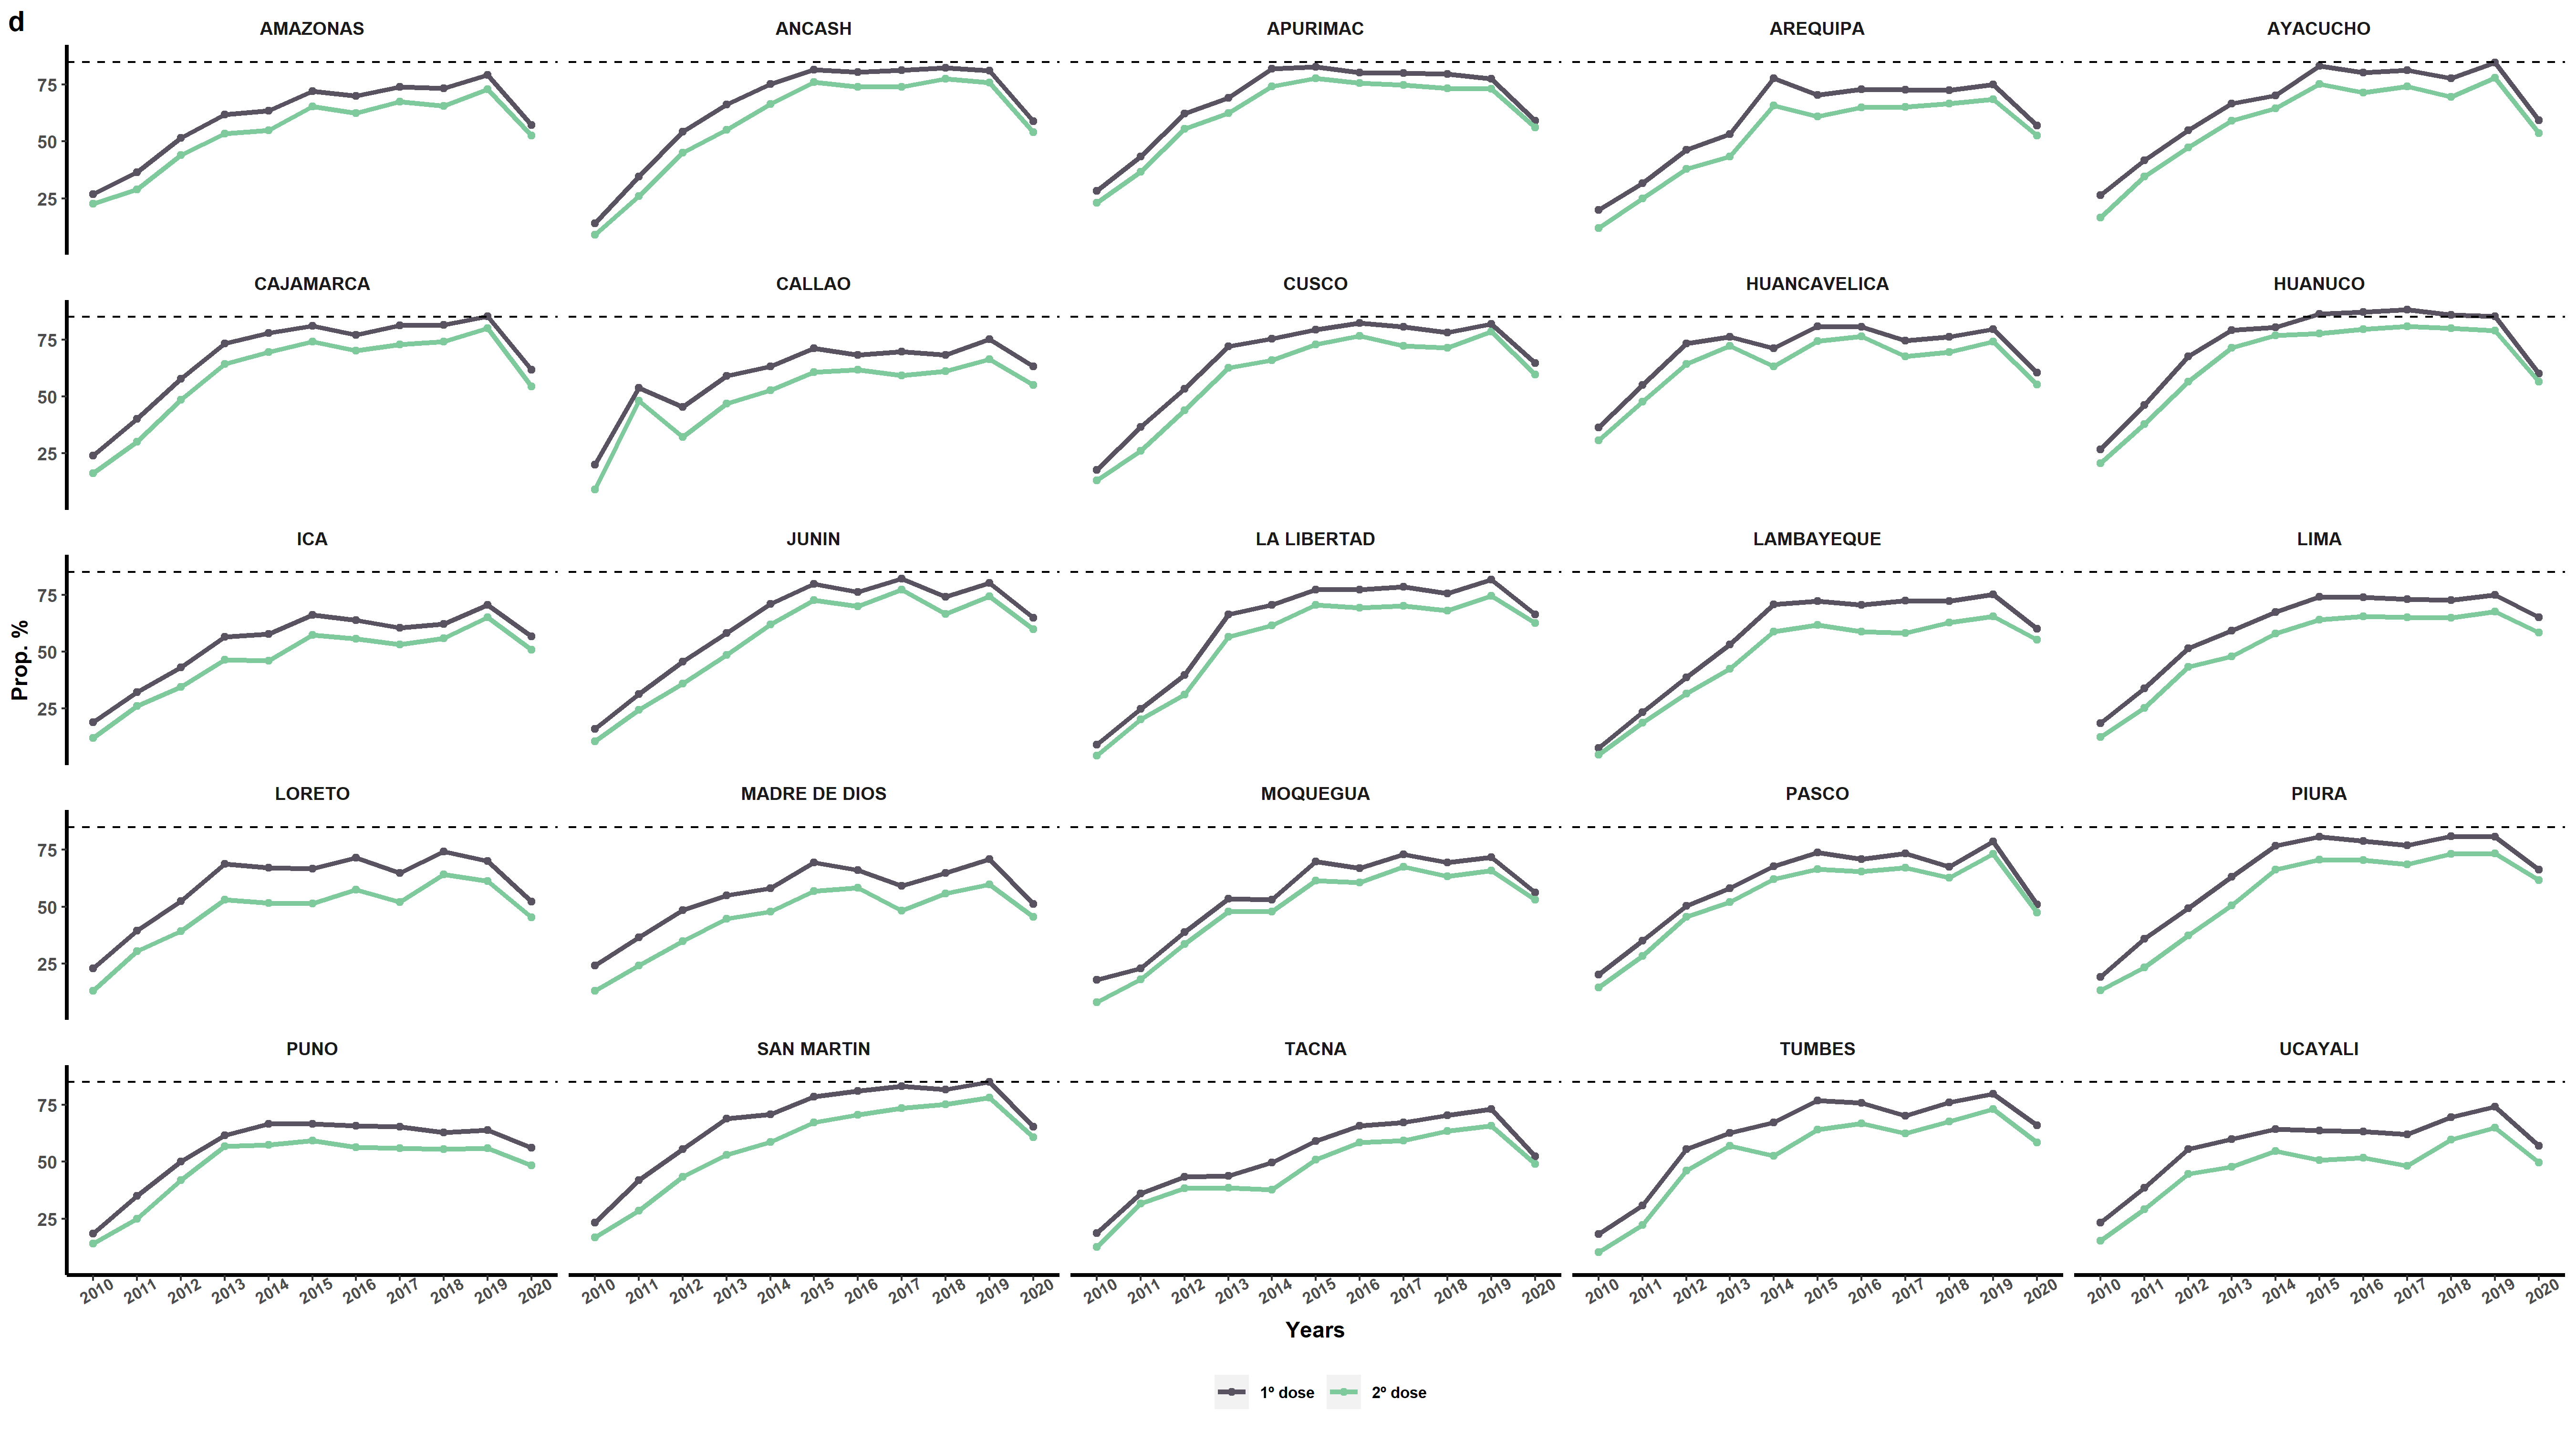 d
AMAZONAS ANCASH APURIMAC AREQUIPA AYACUCHO
75
50
25
CAJAMARCA CALLAO CUSCO HUANCAVELICA HUANUCO
75
50
25
ICA JUNIN LA LIBERTAD LAMBAYEQUE LIMA
75
50
25
Prop. %
LORETO MADRE DE DIOS MOQUEGUA PASCO PIURA
75
50
25
PUNO SAN MARTIN TACNA TUMBES UCAYALI
75
50
25
2010 2011 2012 2013 2014 2015 2016 2017 2018 2019 2020 2010 2011 2012 2013 2014 2015 2016 2017 2018 2019 2020 2010 2011 2012 2013 2014 2015 2016 2017 2018 2019 2020 2010 2011 2012 2013 2014 2015 2016 2017 2018 2019 2020 2010 2011 2012 2013 2014 2015 2016 2017 2018 2019 2020
Years
1º dose 2º dose